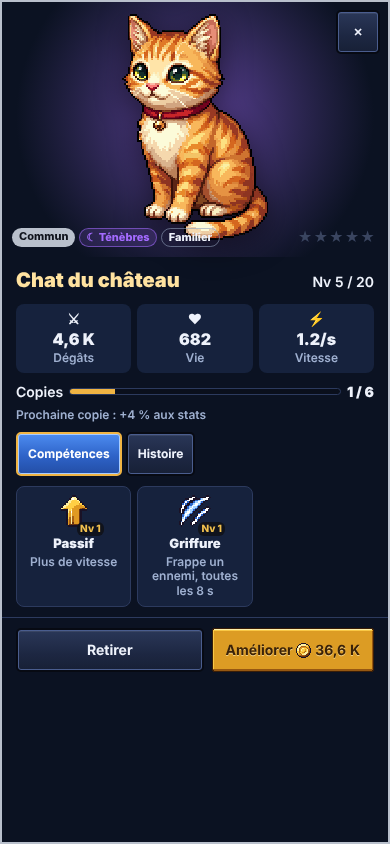 ×
Commun
☾ Ténèbres
Familier
★★★★★
Chat du château
Nv 5 / 20
4,6 K
Dégâts
682
Vie
1.2/s
Vitesse
Copies
1 / 6
Prochaine copie : +4 % aux stats
Compétences
Histoire
Nv 1
Passif
Plus de vitesse
Nv 1
Griffure
Frappe un
ennemi, toutes
les 8 s
Retirer
Améliorer 36,6 K